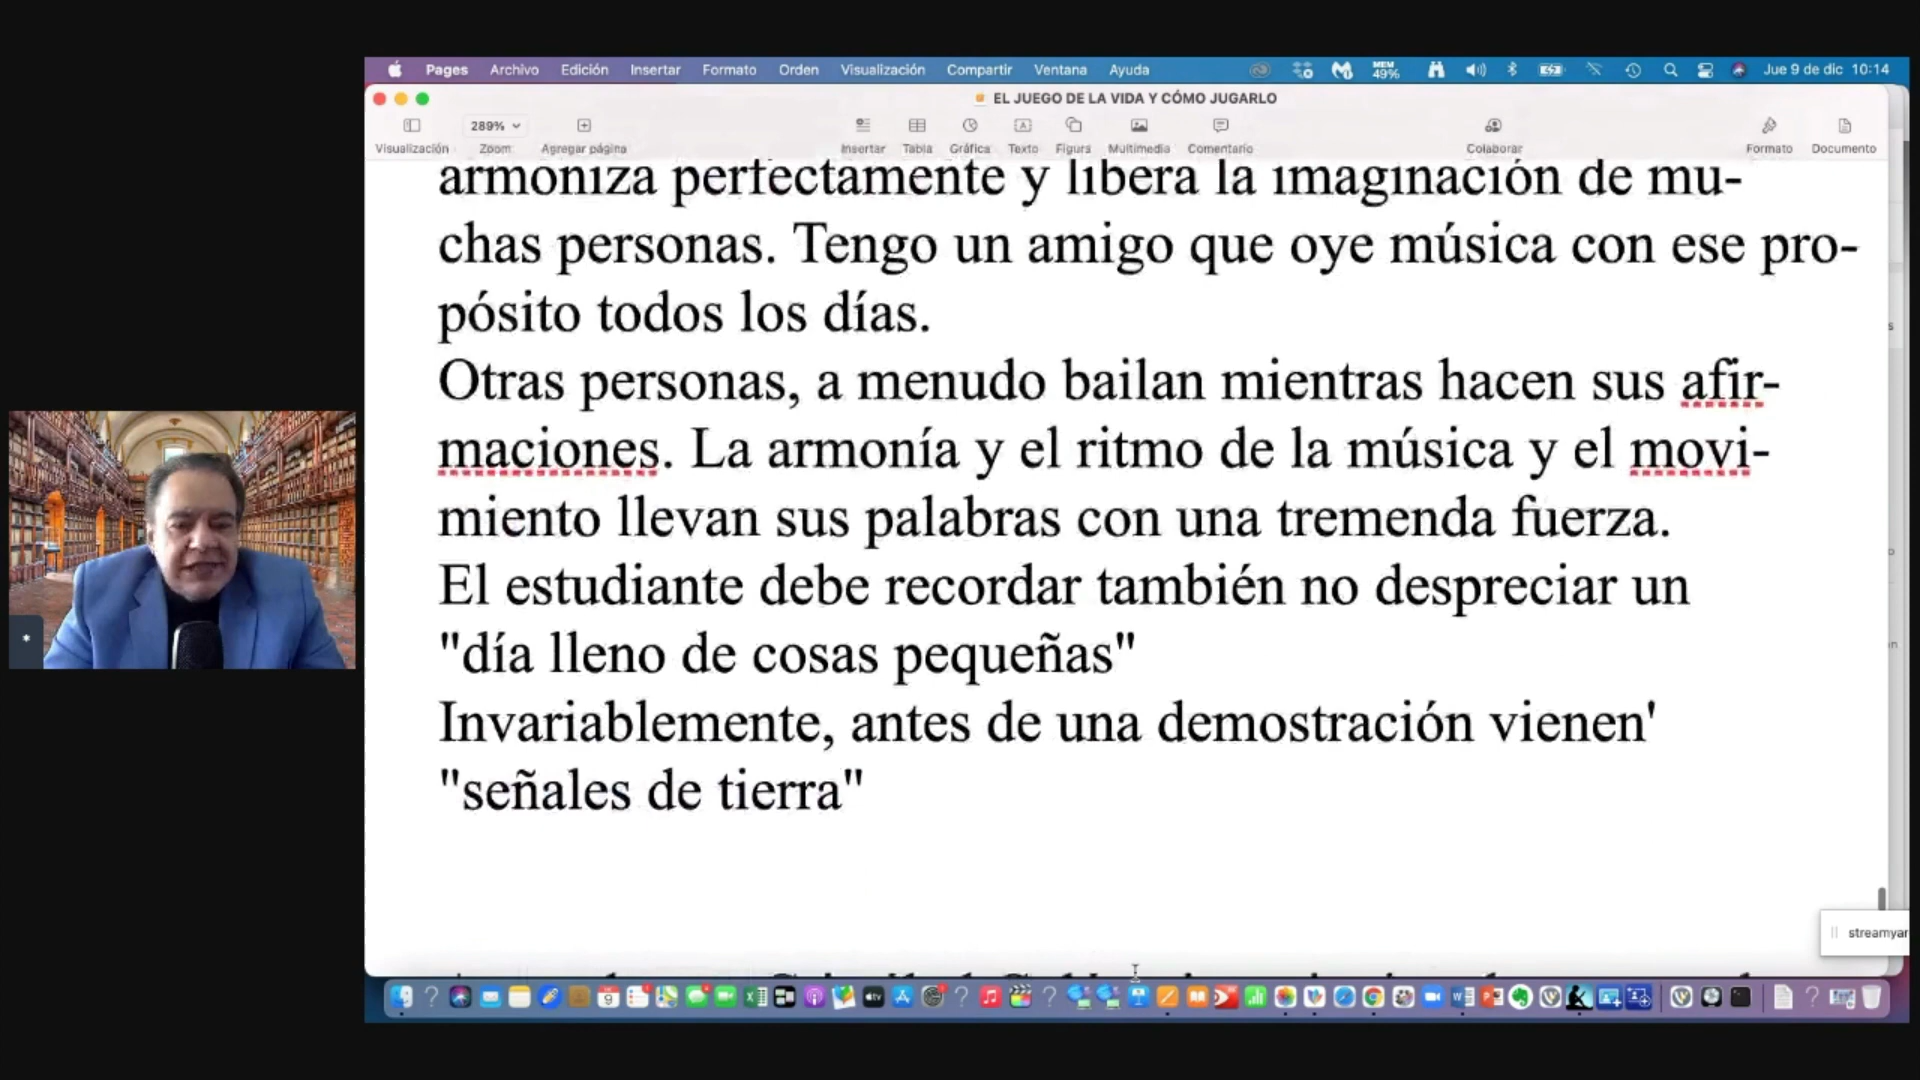 Pages Archivo Edición Insertar Formato Orden Visualización Compartir Ventana Ayuda MEM 49% Jue 9 de dic 10:14
EL JUEGO DE LA VIDA Y CÓMO JUGARLO
289%
Visualización Zoom Agregar página Insertar Tabla Gráfica Texto Figura Multimedia Comentario Colaborar Formato Documento
armoniza perfectamente y libera la imaginación de mu-
chas personas. Tengo un amigo que oye música con ese pro-
pósito todos los días.
Otras personas, a menudo bailan mientras hacen sus afir-
maciones. La armonía y el ritmo de la música y el movi-
miento llevan sus palabras con una tremenda fuerza.
El estudiante debe recordar también no despreciar un
"día lleno de cosas pequeñas"
Invariablemente, antes de una demostración vienen'
"señales de tierra"
streamyar